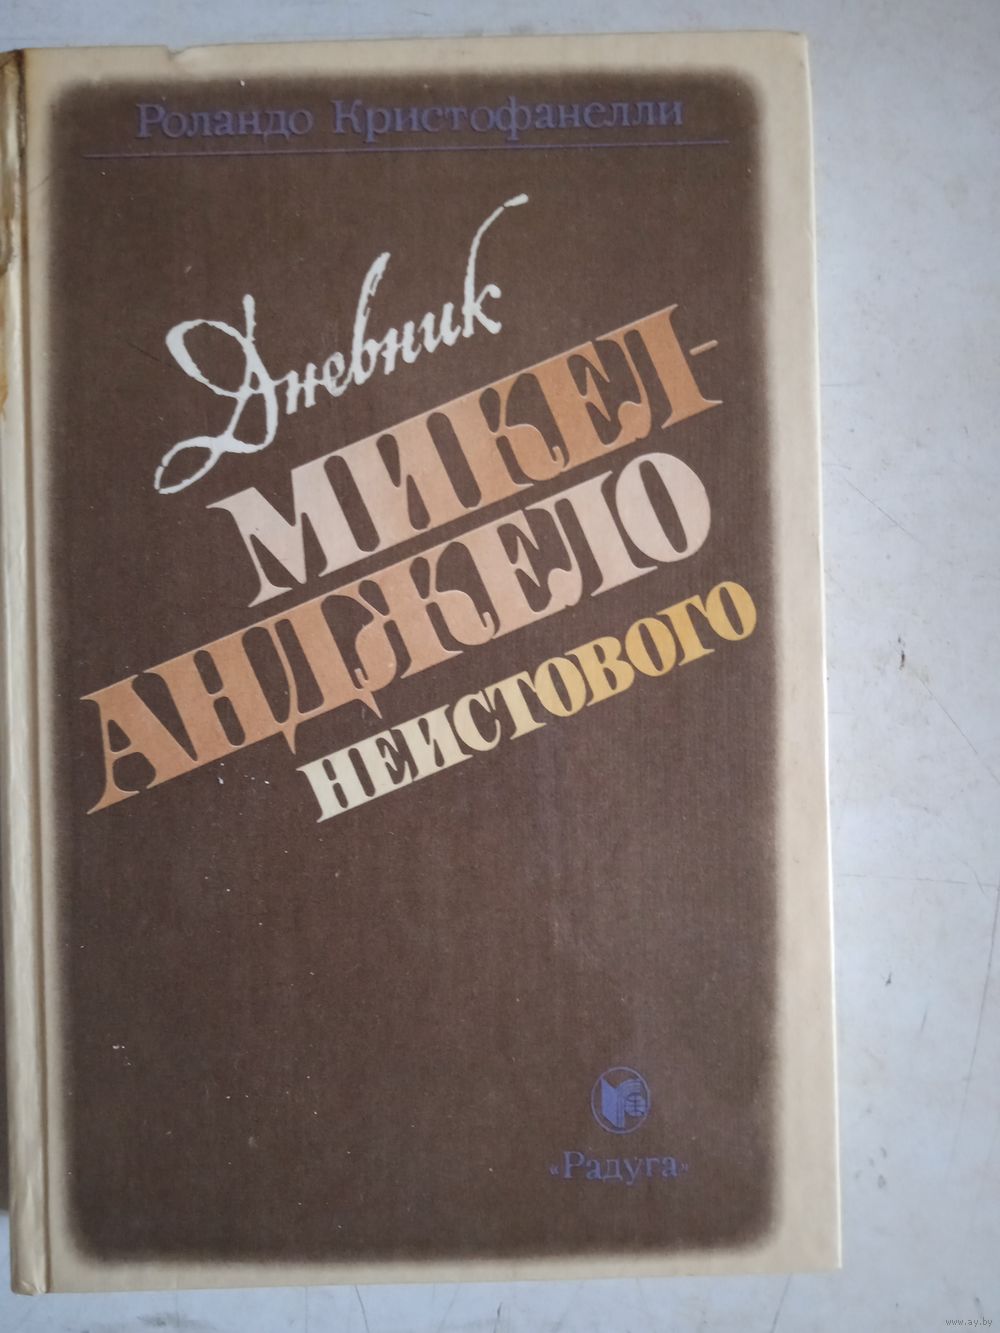 Роландо Кристофанелли
Дневник
МИКЕЛ-
АНДЖЕЛО
НЕИСТОВОГО
«Радуга»
www.ay.by